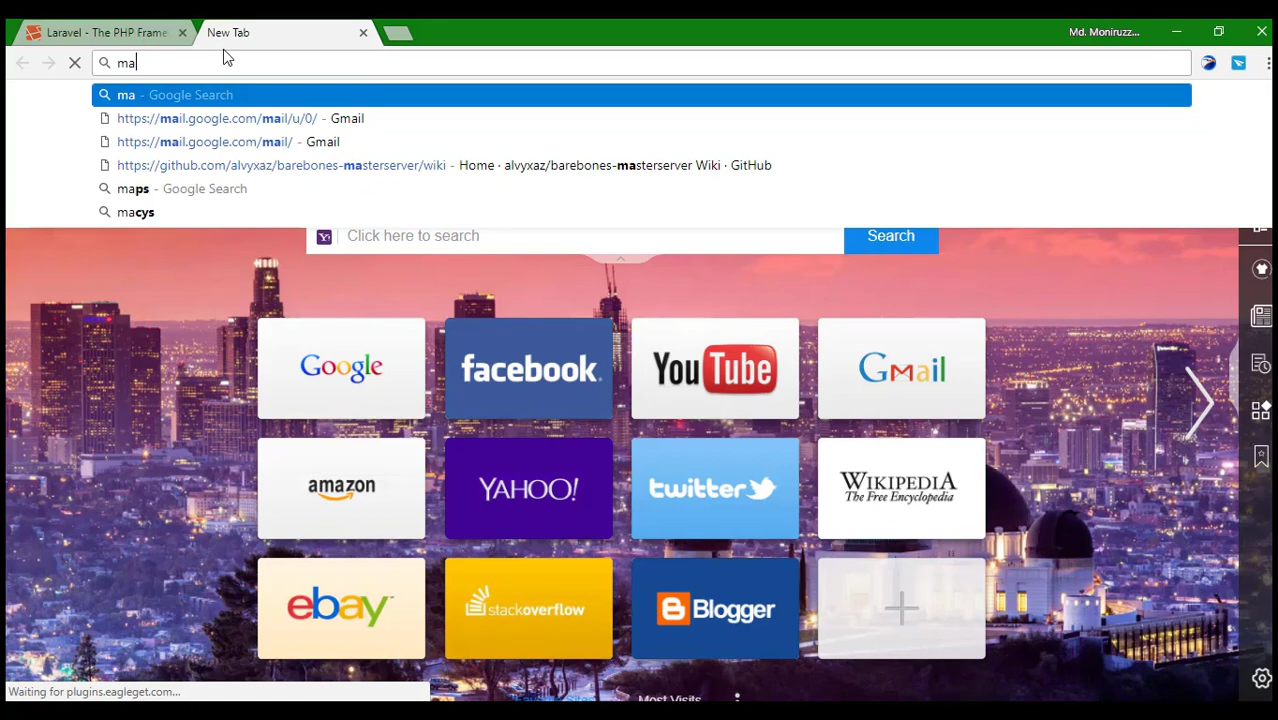 Laravel - The PHP Frame
New Tab
Md. Moniruzz...
ma
ma - Google Search
https://mail.google.com/mail/u/0/ - Gmail
https://mail.google.com/mail/ - Gmail
https://github.com/alvyxaz/barebones-masterserver/wiki - Home · alvyxaz/barebones-masterserver Wiki · GitHub
maps - Google Search
macys
Click here to search
Search
Google
facebook
YouTube
Gmail
amazon
YAHOO!
twitter
WIKIPEDIA
The Free Encyclopedia
ebay
stackoverflow
Blogger
Waiting for plugins.eagleget.com...
Most Visits